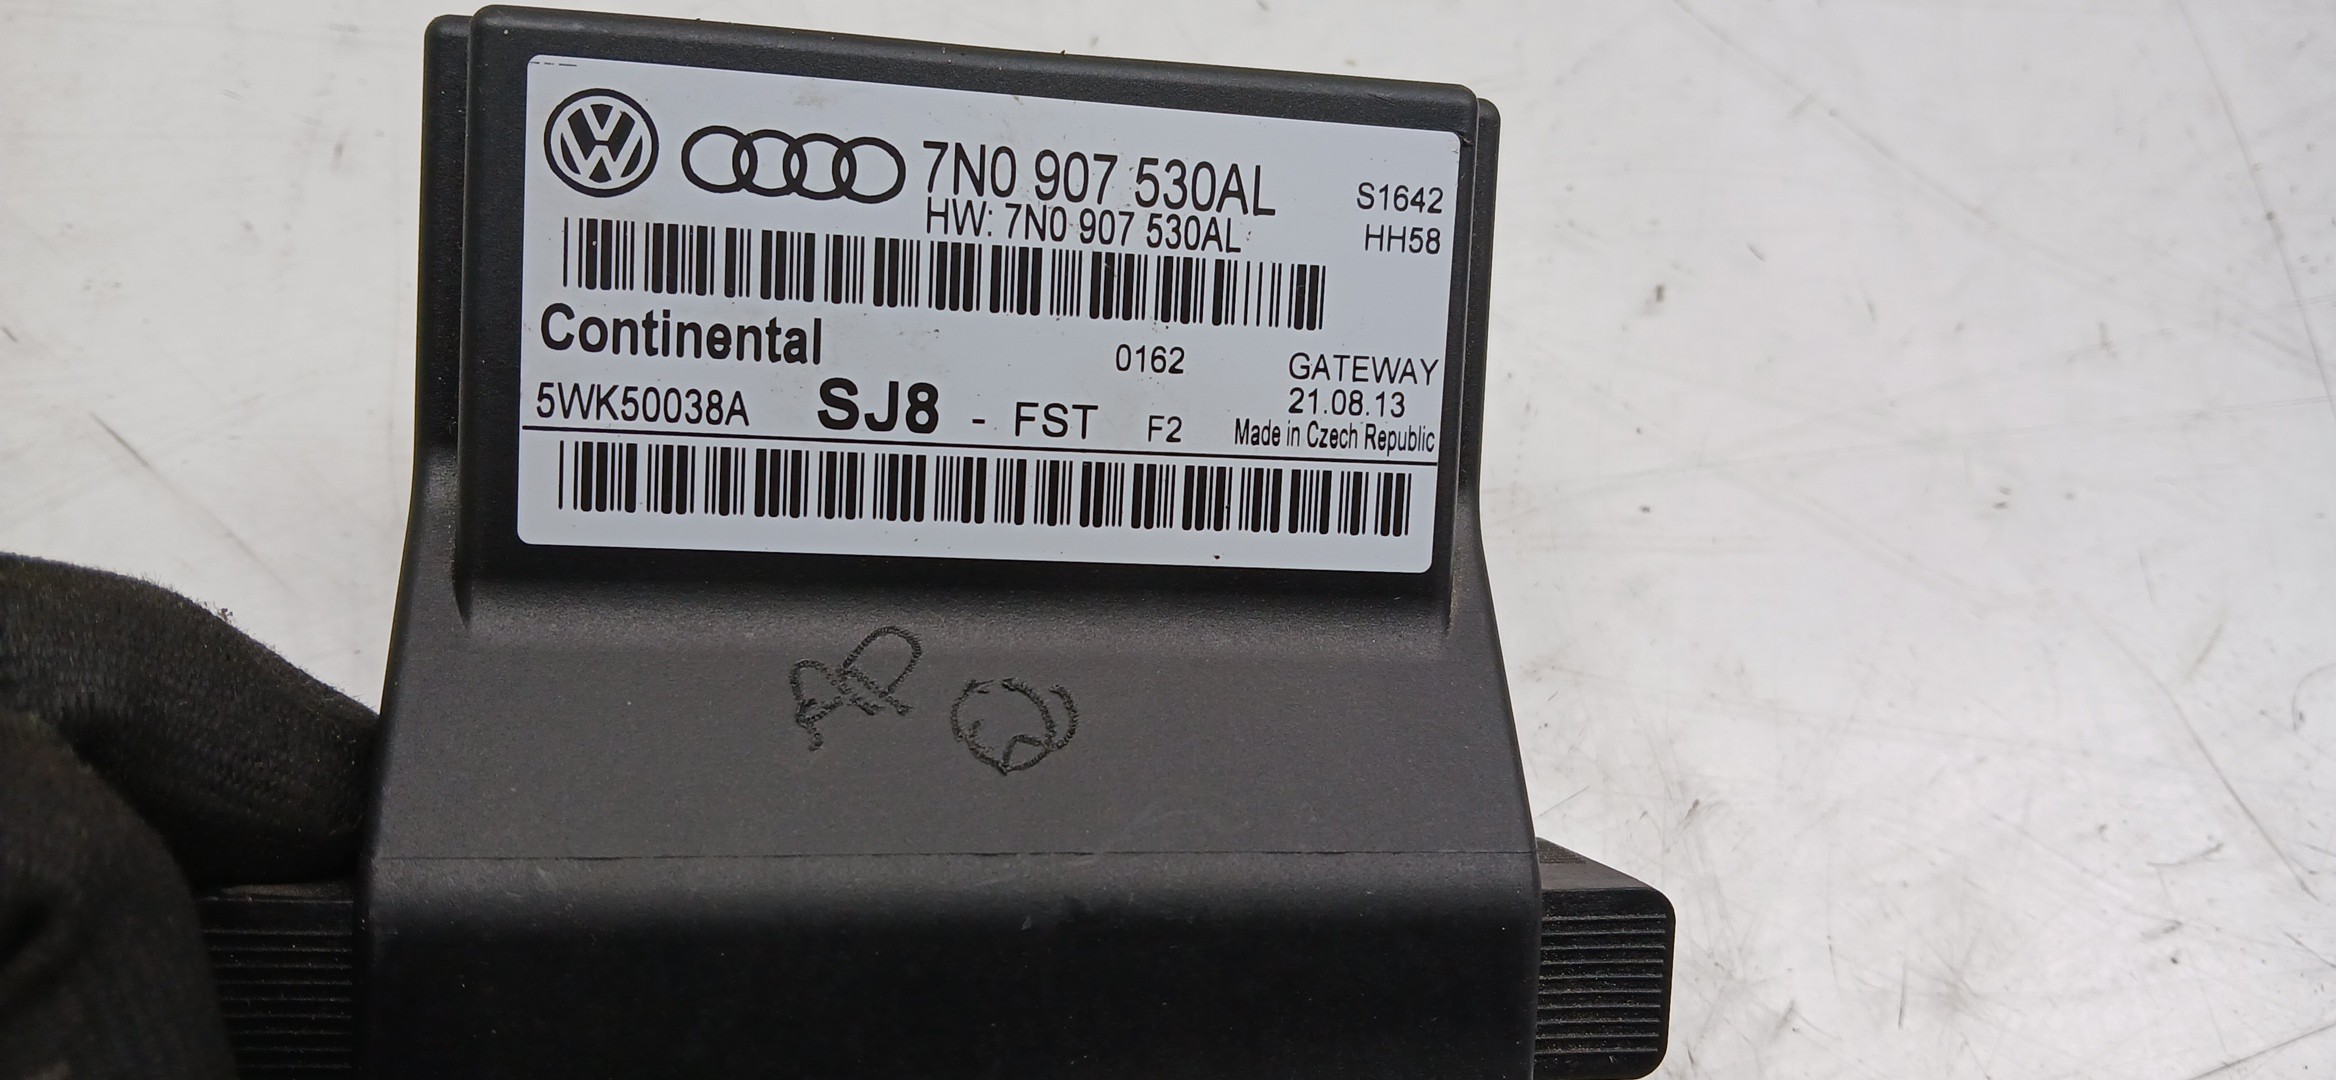 7N0 907 530AL
S1642
HW: 7N0 907 530AL
HH58
Continental
0162
GATEWAY
21.08.13
5WK50038A SJ8 - FST F2
Made in Czech Republic